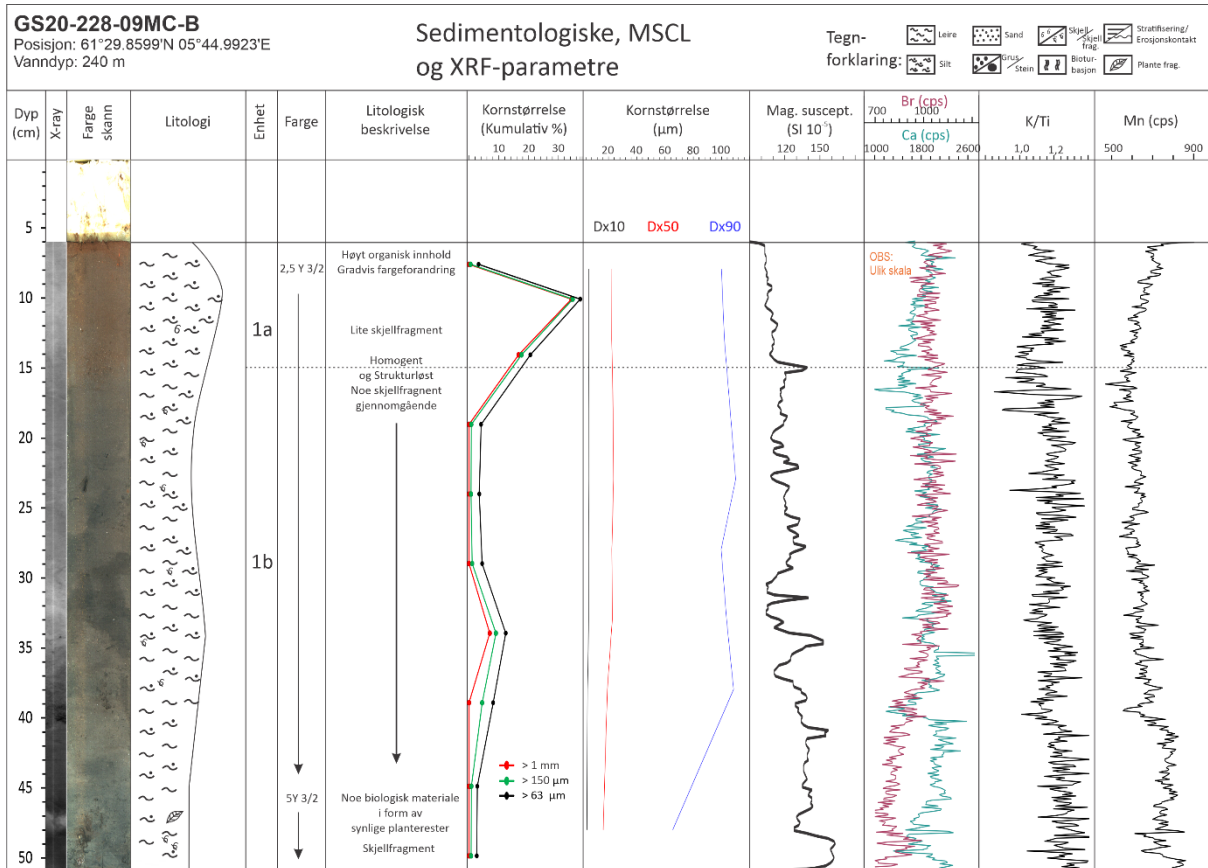 GS20-228-09MC-B
Posisjon: 61°29.8599'N 05°44.9923'E
Vanndyp: 240 m
Sedimentologiske, MSCL
og XRF-parametre
Tegn-
forklaring:
Leire
Sand
Skjell/Skjell
frag.
Stratifisering/
Erosjonskontakt
Silt
Grus/Stein
Biotur-
basjon
Plante frag.
Dyp
(cm)
X-ray
Farge
skann
Litologi
Enhet
Farge
Litologisk
beskrivelse
Kornstørrelse
(Kumulativ %)
0 10 20 30
Kornstørrelse
(µm)
20 40 60 80 100
Mag. suscept.
(SI 10⁻⁵)
120 150
Br (cps)
700 1000
Ca (cps)
1000 1800 2600
K/Ti
1,0 1,2
Mn (cps)
500 900
5
10
15
20
25
30
35
40
45
50
1a
1b
2,5 Y 3/2
5Y 3/2
Høyt organisk innhold
Gradvis fargeforandring
Lite skjellfragment
Homogent
og Strukturløst
Noe skjellfragnent
gjennomgående
Noe biologisk materiale
i form av
synlige planterester
Skjellfragment
> 1 mm
> 150 µm
> 63 µm
Dx10 Dx50 Dx90
OBS:
Ulik skala